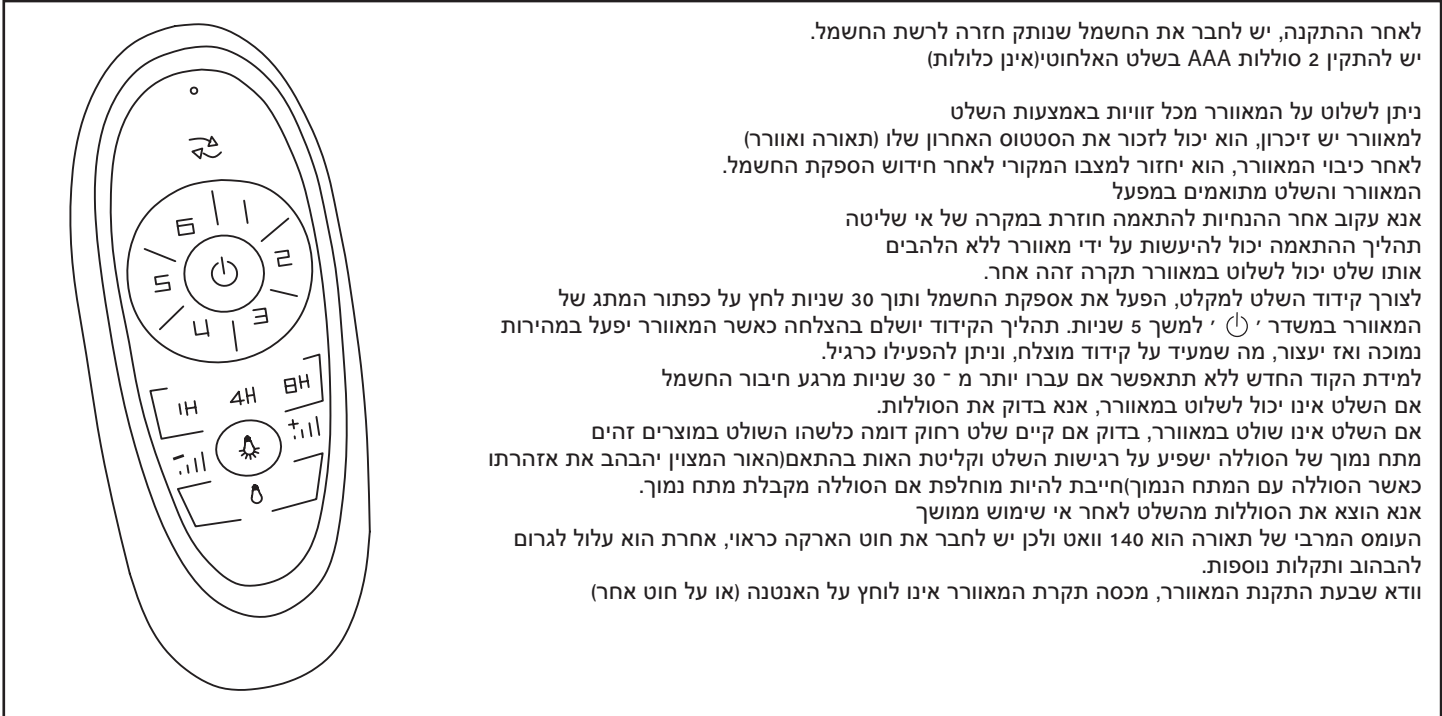 לאחר ההתקנה, יש לחבר את החשמל שנותק חזרה לרשת החשמל.
יש להתקין 2 סוללות AAA בשלט האלחוטי(אינן כלולות)
ניתן לשלוט על המאוורר מכל זוויות באמצעות השלט
למאוורר יש זיכרון, הוא יכול לזכור את הסטטוס האחרון שלו (תאורה ואוורר)
לאחר כיבוי המאוורר, הוא יחזור למצבו המקורי לאחר חידוש הספקת החשמל.
המאוורר והשלט מתואמים במפעל
אנא עקוב אחר ההנחיות להתאמה חוזרת במקרה של אי שליטה
תהליך ההתאמה יכול להיעשות על ידי מאוורר ללא הלהבים
אותו שלט יכול לשלוט במאוורר תקרה זהה אחר.
לצורך קידוד השלט למקלט, הפעל את אספקת החשמל ותוך 30 שניות לחץ על כפתור המתג של
המאוורר במשדר ׳ ⏻ ׳ למשך 5 שניות. תהליך הקידוד יושלם בהצלחה כאשר המאוורר יפעל במהירות
נמוכה ואז יעצור, מה שמעיד על קידוד מוצלח, וניתן להפעילו כרגיל.
למידת הקוד החדש ללא תתאפשר אם עברו יותר מ ־ 30 שניות מרגע חיבור החשמל
אם השלט אינו יכול לשלוט במאוורר, אנא בדוק את הסוללות.
אם השלט אינו שולט במאוורר, בדוק אם קיים שלט רחוק דומה כלשהו השולט במוצרים זהים
מתח נמוך של הסוללה ישפיע על רגישות השלט וקליטת האות בהתאם(האור המצוין יהבהב את אזהרתו
כאשר הסוללה עם המתח הנמוך)חייבת להיות מוחלפת אם הסוללה מקבלת מתח נמוך.
אנא הוצא את הסוללות מהשלט לאחר אי שימוש ממושך
העומס המרבי של תאורה הוא 140 וואט ולכן יש לחבר את חוט הארקה כראוי, אחרת הוא עלול לגרום
להבהוב ותקלות נוספות.
וודא שבעת התקנת המאוורר, מכסה תקרת המאוורר אינו לוחץ על האנטנה (או על חוט אחר)
6 1
5 2
4 3
1H 4H 8H
+
-